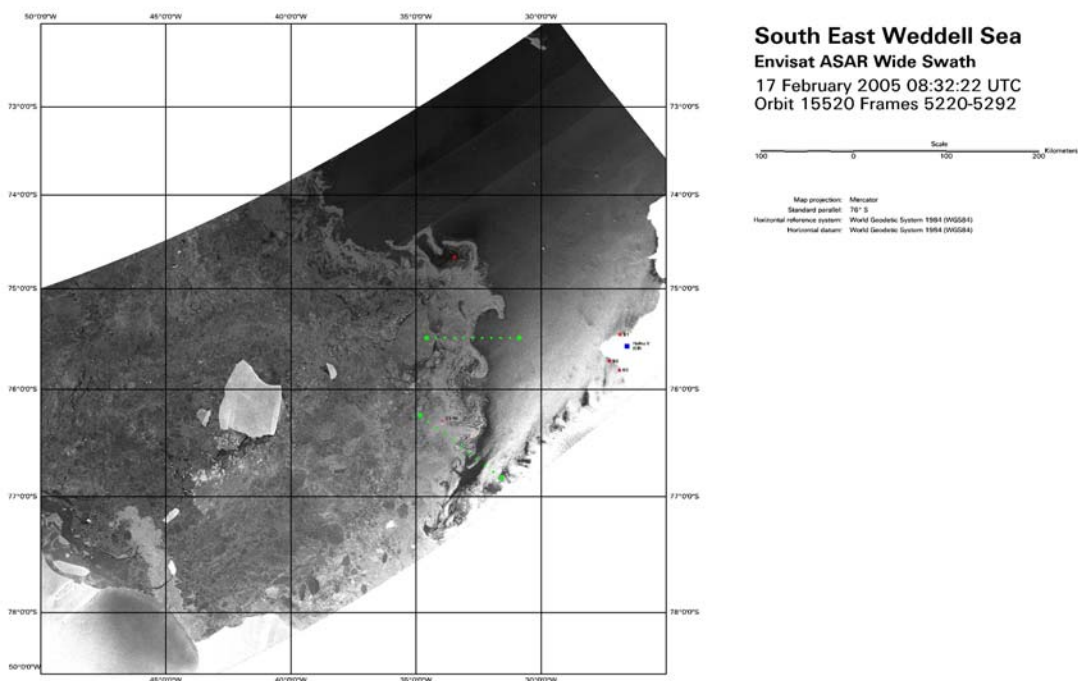 South East Weddell Sea
Envisat ASAR Wide Swath
17 February 2005 08:32:22 UTC
Orbit 15520 Frames 5220-5292
Scale
100 0 100 200 Kilometers
Map projection: Mercator
Standard parallel: 76° S
Horizontal reference system: World Geodetic System 1984 (WGS84)
Horizontal datum: World Geodetic System 1984 (WGS84)
50°0'0"W 45°0'0"W 40°0'0"W 35°0'0"W 30°0'0"W
73°0'0"S 73°0'0"S
74°0'0"S 74°0'0"S
75°0'0"S 75°0'0"S
76°0'0"S 76°0'0"S
77°0'0"S 77°0'0"S
78°0'0"S 78°0'0"S
50°0'0"W 45°0'0"W 40°0'0"W 35°0'0"W 30°0'0"W